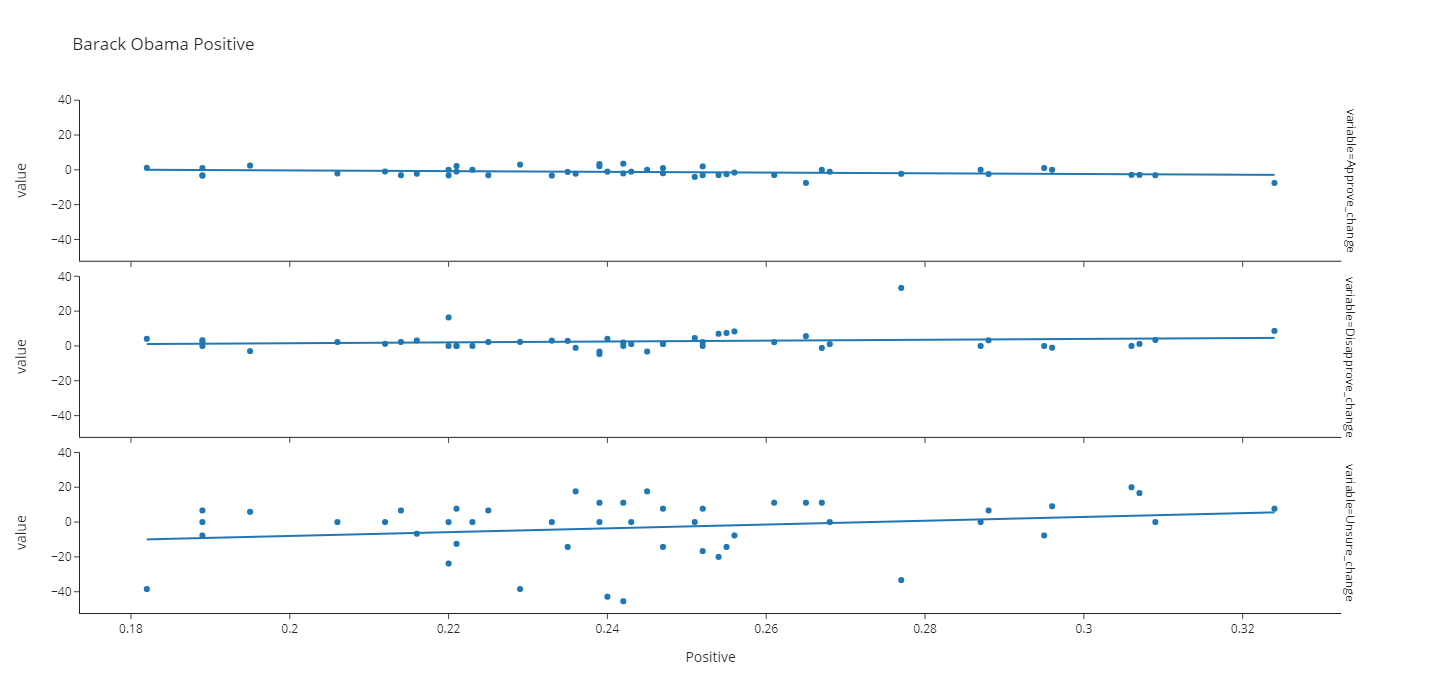 Barack Obama Positive
40
20
0
−20
−40
value
variable=Approve_change
40
20
0
−20
−40
value
variable=Disapprove_change
40
20
0
−20
−40
value
variable=Unsure_change
0.18 0.2 0.22 0.24 0.26 0.28 0.3 0.32
Positive